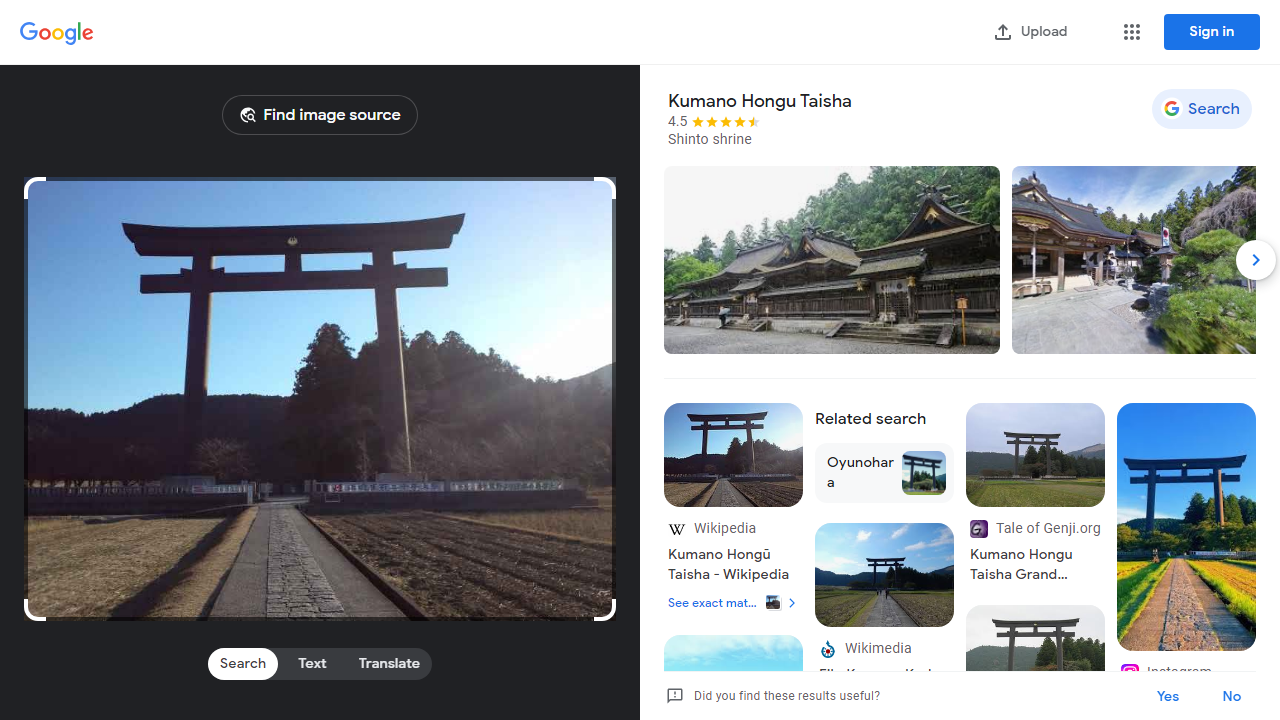 Google
Upload
Sign in
Find image source
Kumano Hongu Taisha
4.5
Shinto shrine
Search
Related search
Oyunohar
a
Wikipedia
Kumano Hongū
Taisha - Wikipedia
See exact mat...
Wikimedia
Tale of Genji.org
Kumano Hongu
Taisha Grand...
Instagram
Search
Text
Translate
Did you find these results useful?
Yes
No